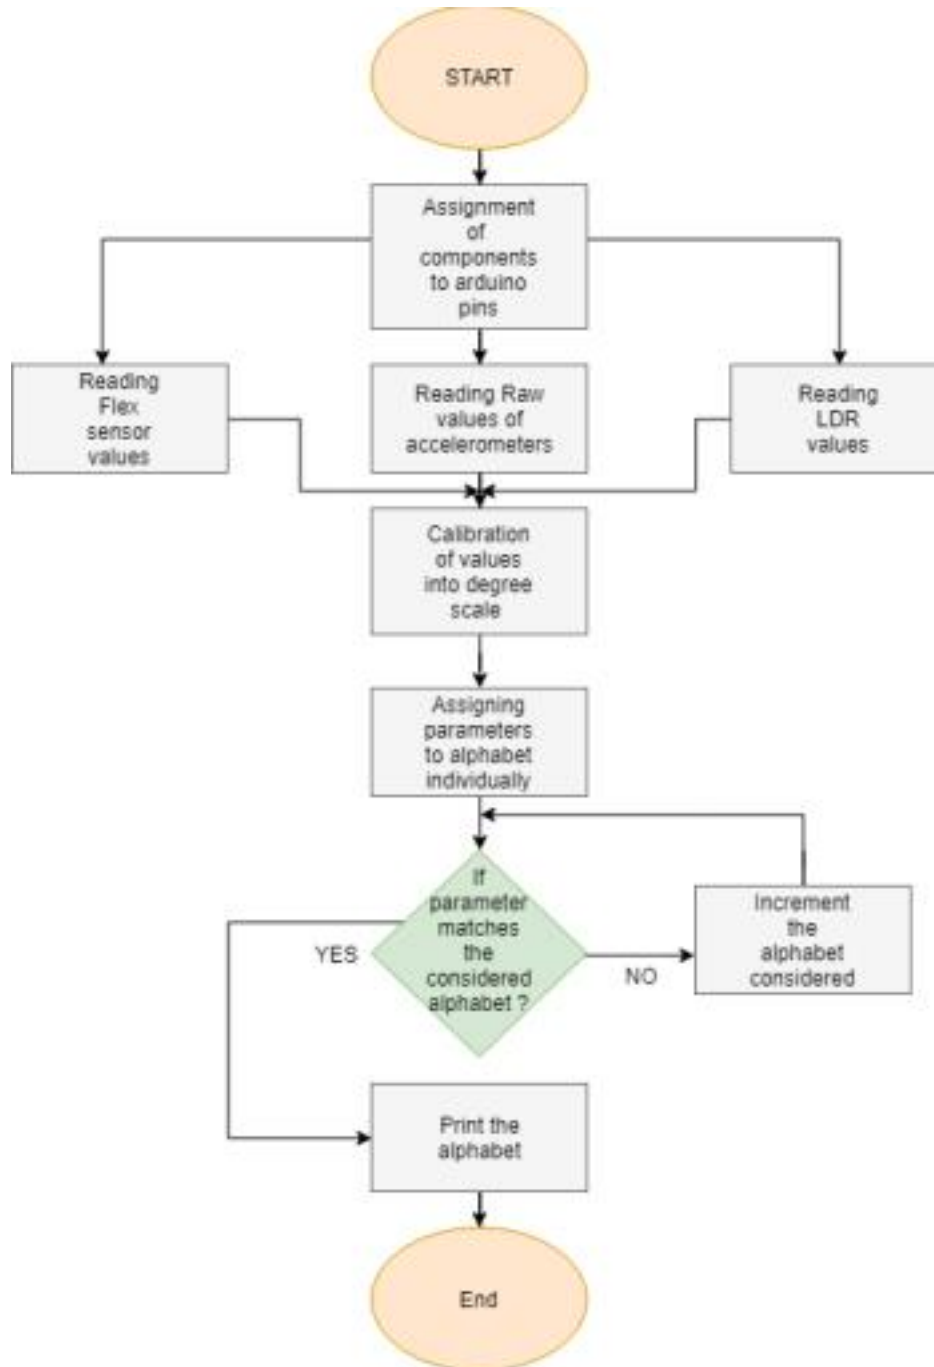 START
Assignment
of
components
to arduino
pins
Reading
Flex
sensor
values
Reading Raw
values of
accelerometers
Reading
LDR
values
Calibration
of values
into degree
scale
Assigning
parameters
to alphabet
individually
If
parameter
matches
the
considered
alphabet ?
YES
NO
Increment
the
alphabet
considered
Print the
alphabet
End